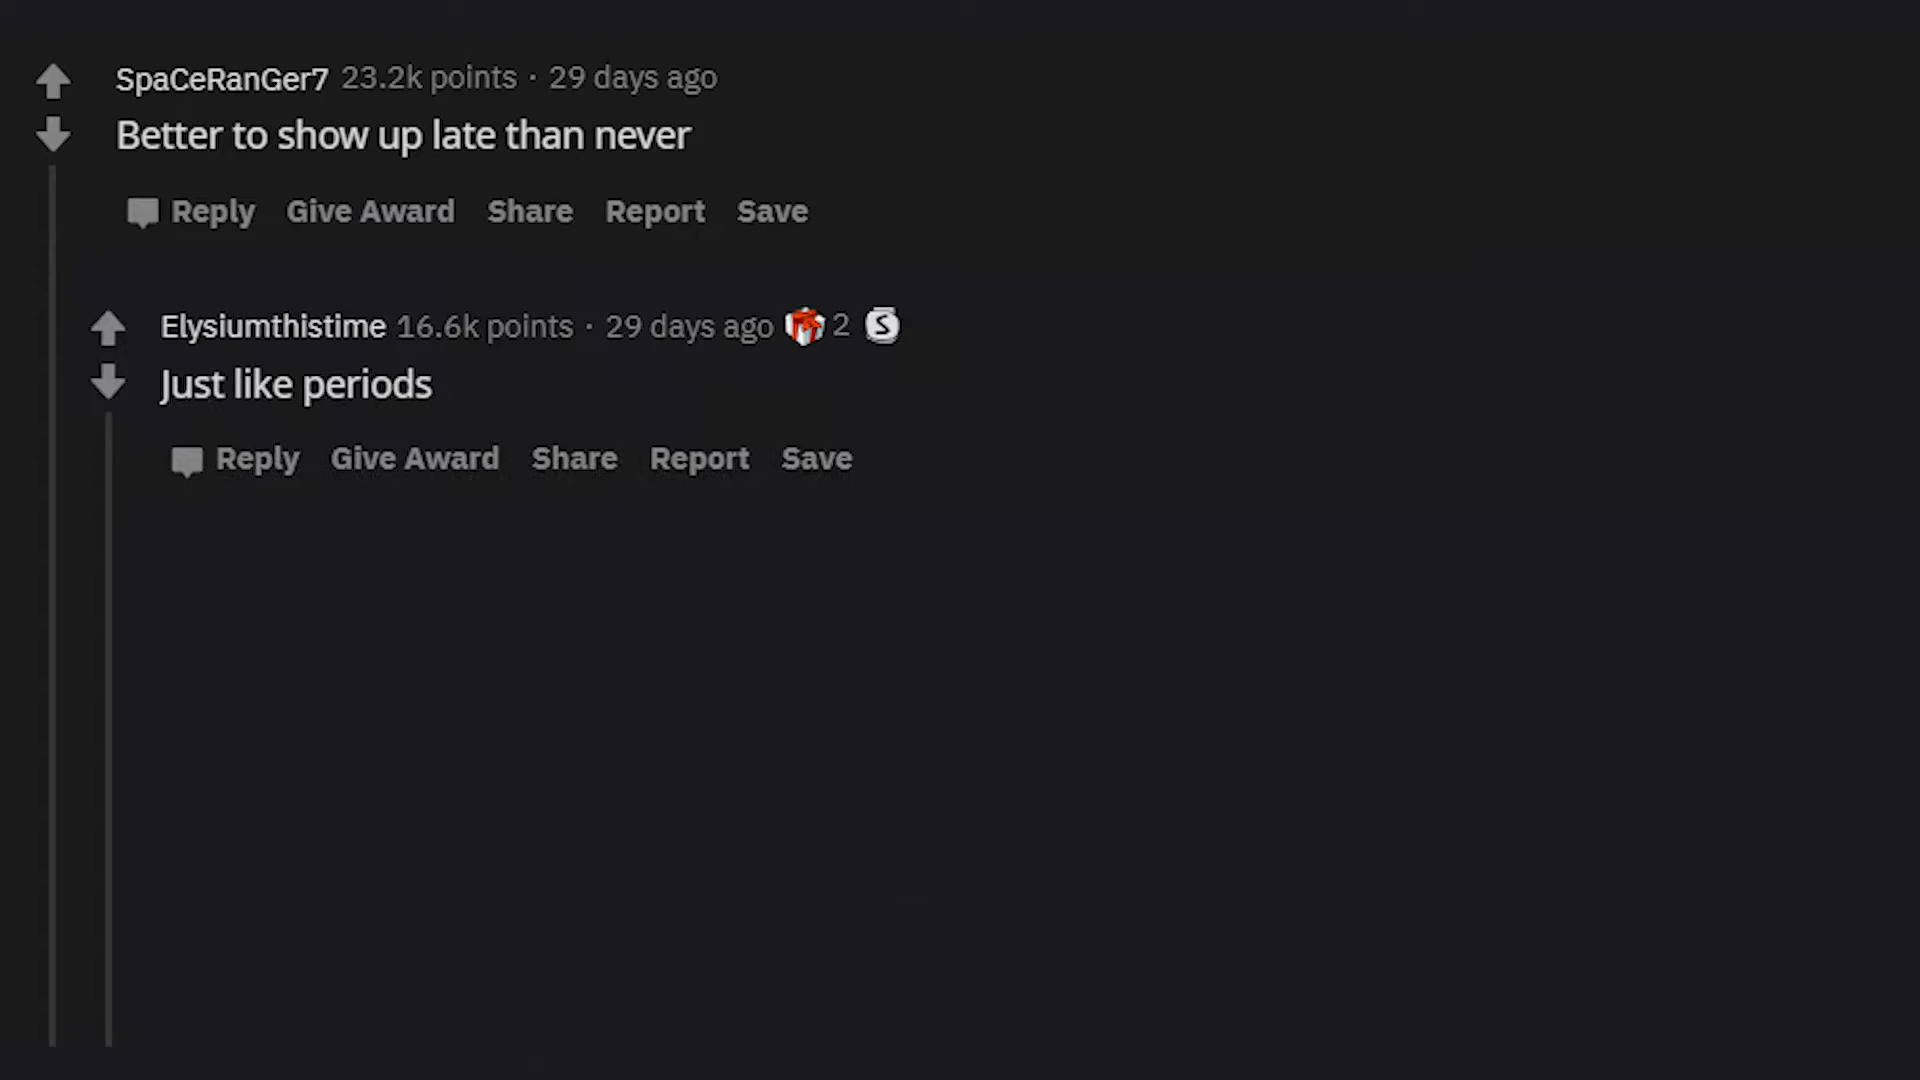 SpaCeRanGer7 23.2k points · 29 days ago
Better to show up late than never
Reply Give Award Share Report Save
Elysiumthistime 16.6k points · 29 days ago 2 S
Just like periods
Reply Give Award Share Report Save